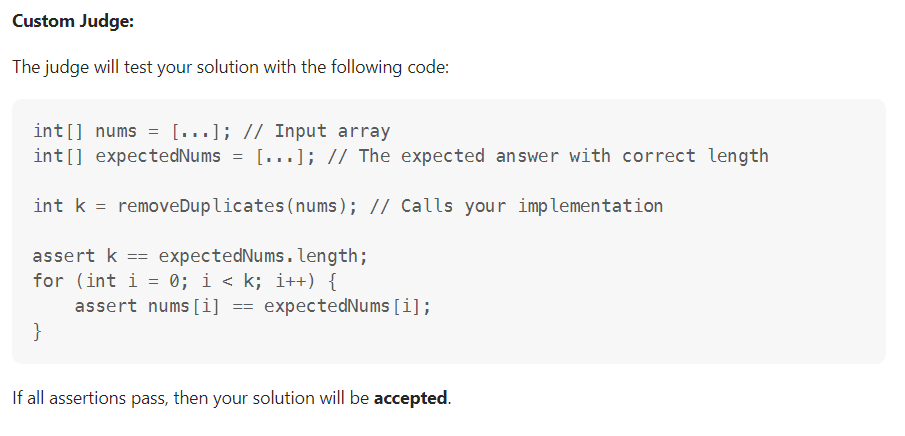 Custom Judge:
The judge will test your solution with the following code:
int[] nums = [...]; // Input array
int[] expectedNums = [...]; // The expected answer with correct length
int k = removeDuplicates(nums); // Calls your implementation
assert k == expectedNums.length;
for (int i = 0; i < k; i++) {
    assert nums[i] == expectedNums[i];
}
If all assertions pass, then your solution will be accepted.